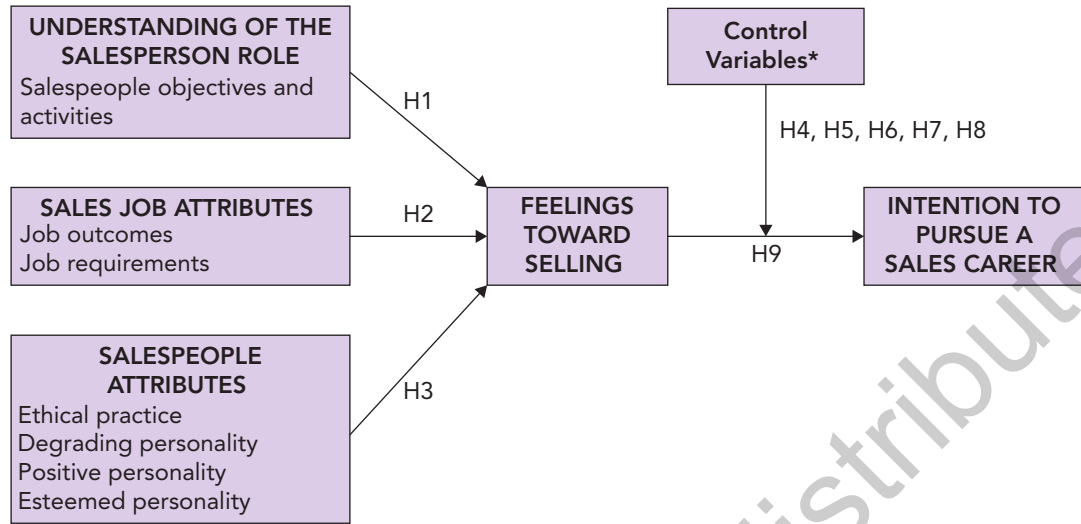 UNDERSTANDING OF THE
SALESPERSON ROLE
Salespeople objectives and
activities
H1
Control
Variables*
H4, H5, H6, H7, H8
SALES JOB ATTRIBUTES
Job outcomes
Job requirements
H2
FEELINGS
TOWARD
SELLING
H9
INTENTION TO
PURSUE A
SALES CAREER
SALESPEOPLE
ATTRIBUTES
Ethical practice
Degrading personality
Positive personality
Esteemed personality
H3
distribute